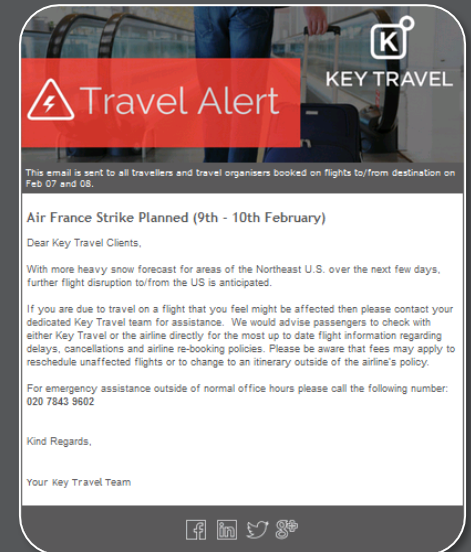 K
KEY TRAVEL
Travel Alert
This email is sent to all travellers and travel organisers booked on flights to/from destination on
Feb 07 and 08.
Air France Strike Planned (9th - 10th February)
Dear Key Travel Clients,
With more heavy snow forecast for areas of the Northeast U.S. over the next few days,
further flight disruption to/from the US is anticipated.
If you are due to travel on a flight that you feel might be affected then please contact your
dedicated Key Travel team for assistance. We would advise passengers to check with
either Key Travel or the airline directly for the most up to date flight information regarding
delays, cancellations and airline re-booking policies. Please be aware that fees may apply to
reschedule unaffected flights or to change to an itinerary outside of the airline's policy.
For emergency assistance outside of normal office hours please call the following number:
020 7843 9602
Kind Regards,
Your Key Travel Team